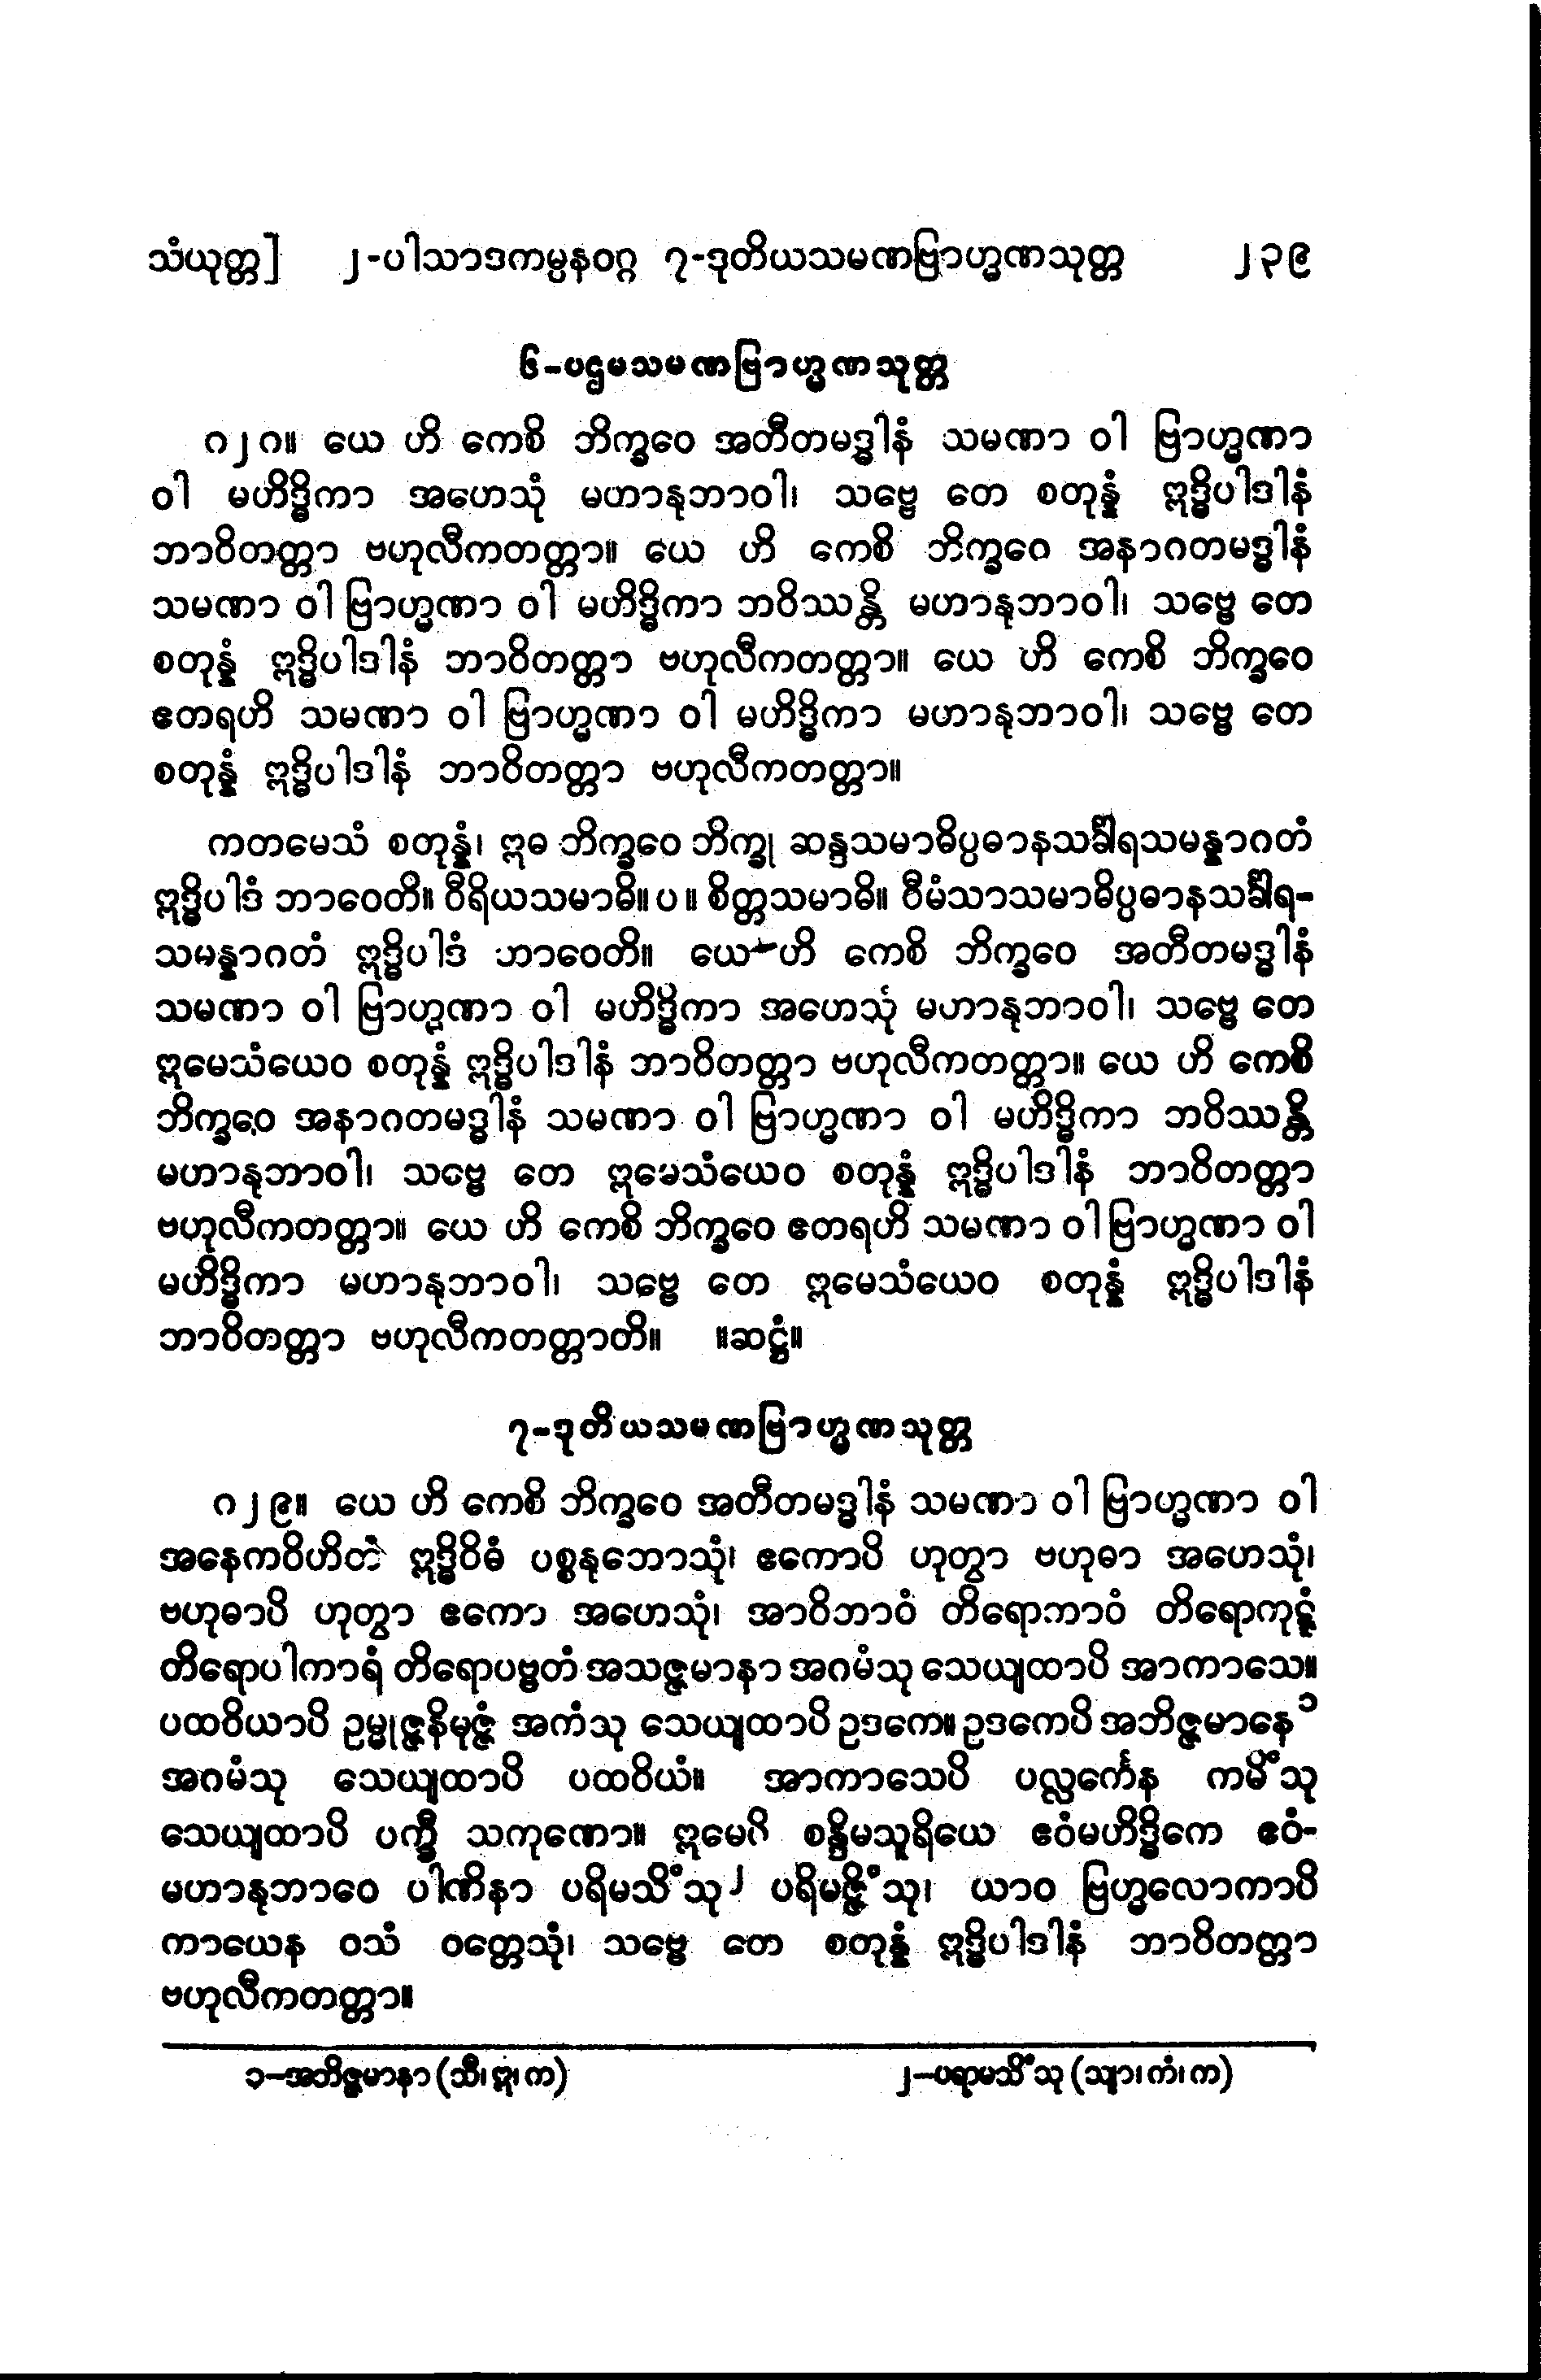 သံယုတ္တ] ၂-ပါသာဒကမ္ပနဝဂ္ဂ ၇-ဒုတိယသမဏဗြာဟ္မဏသုတ္တ ၂၃၉
၆-ပဌမသမဏဗြာဟ္မဏသုတ္တ
၈၂၈။ ယေ ဟိ ကေစိ ဘိက္ခဝေ အတီတမဒ္ဓါနံ သမဏာ ဝါ ဗြာဟ္မဏာ
ဝါ မဟိဒ္ဓိကာ အဟေသုံ မဟာနုဘာဝါ၊ သဗ္ဗေ တေ စတုန္နံ ဣဒ္ဓိပါဒါနံ
ဘာဝိတတ္တာ ဗဟုလီကတတ္တာ။ ယေ ဟိ ကေစိ ဘိက္ခဝေ အနာဂတမဒ္ဓါနံ
သမဏာ ဝါ ဗြာဟ္မဏာ ဝါ မဟိဒ္ဓိကာ ဘဝိဿန္တိ မဟာနုဘာဝါ၊ သဗ္ဗေ တေ
စတုန္နံ ဣဒ္ဓိပါဒါနံ ဘာဝိတတ္တာ ဗဟုလီကတတ္တာ။ ယေ ဟိ ကေစိ ဘိက္ခဝေ
ဧတရဟိ သမဏာ ဝါ ဗြာဟ္မဏာ ဝါ မဟိဒ္ဓိကာ မဟာနုဘာဝါ၊ သဗ္ဗေ တေ
စတုန္နံ ဣဒ္ဓိပါဒါနံ ဘာဝိတတ္တာ ဗဟုလီကတတ္တာ။
ကတမေသံ စတုန္နံ၊ ဣဓ ဘိက္ခဝေ ဘိက္ခု ဆန္ဒသမာဓိပ္ပဓာနသင်္ခါရသမန္နာဂတံ
ဣဒ္ဓိပါဒံ ဘာဝေတိ။ ဝီရိယသမာဓိ။ ပ ။ စိတ္တသမာဓိ။ ဝီမံသာသမာဓိပ္ပဓာနသင်္ခါရ-
သမန္နာဂတံ ဣဒ္ဓိပါဒံ ဘာဝေတိ။ ယေ ဟိ ကေစိ ဘိက္ခဝေ အတီတမဒ္ဓါနံ
သမဏာ ဝါ ဗြာဟ္မဏာ ဝါ မဟိဒ္ဓိကာ အဟေသုံ မဟာနုဘာဝါ၊ သဗ္ဗေ တေ
ဣမေသံယေဝ စတုန္နံ ဣဒ္ဓိပါဒါနံ ဘာဝိတတ္တာ ဗဟုလီကတတ္တာ။ ယေ ဟိ ကေစိ
ဘိက္ခဝေ အနာဂတမဒ္ဓါနံ သမဏာ ဝါ ဗြာဟ္မဏာ ဝါ မဟိဒ္ဓိကာ ဘဝိဿန္တိ
မဟာနုဘာဝါ၊ သဗ္ဗေ တေ ဣမေသံယေဝ စတုန္နံ ဣဒ္ဓိပါဒါနံ ဘာဝိတတ္တာ
ဗဟုလီကတတ္တာ။ ယေ ဟိ ကေစိ ဘိက္ခဝေ ဧတရဟိ သမဏာ ဝါ ဗြာဟ္မဏာ ဝါ
မဟိဒ္ဓိကာ မဟာနုဘာဝါ၊ သဗ္ဗေ တေ ဣမေသံယေဝ စတုန္နံ ဣဒ္ဓိပါဒါနံ
ဘာဝိတတ္တာ ဗဟုလီကတတ္တာတိ။ ။ဆဋ္ဌံ။
၇-ဒုတိယသမဏဗြာဟ္မဏသုတ္တ
၈၂၉။ ယေ ဟိ ကေစိ ဘိက္ခဝေ အတီတမဒ္ဓါနံ သမဏာ ဝါ ဗြာဟ္မဏာ ဝါ
အနေကဝိဟိတံ ဣဒ္ဓိဝိဓံ ပစ္စနုဘောသုံ၊ ဧကောပိ ဟုတွာ ဗဟုဓာ အဟေသုံ၊
ဗဟုဓာပိ ဟုတွာ ဧကော အဟေသုံ၊ အာဝိဘာဝံ တိရောဘာဝံ တိရောကုဋ္ဋံ
တိရောပါကာရံ တိရောပဗ္ဗတံ အသဇ္ဇမာနာ အဂမံသု သေယျထာပိ အာကာသေ။
ပထဝိယာပိ ဥမ္မုဇ္ဇနိမုဇ္ဇံ အကံသု သေယျထာပိ ဥဒကေ။ ဥဒကေပိ အဘိဇ္ဇမာနေ ၁
အဂမံသု သေယျထာပိ ပထဝိယံ။ အာကာသေပိ ပလ္လင်္ကေန ကမိံသု
သေယျထာပိ ပက္ခီ သကုဏော။ ဣမေပိ စန္ဒိမသူရိယေ ဧဝံမဟိဒ္ဓိကေ ဧဝံ-
မဟာနုဘာဝေ ပါဏိနာ ပရိမသိံသု ၂ ပရိမဇ္ဇိံသု၊ ယာဝ ဗြဟ္မလောကာပိ
ကာယေန ဝသံ ဝတ္တေသုံ၊ သဗ္ဗေ တေ စတုန္နံ ဣဒ္ဓိပါဒါနံ ဘာဝိတတ္တာ
ဗဟုလီကတတ္တာ။
၁-အဘိဇ္ဇမာနာ (သီ၊ ဣ၊ က) ၂-ပရာမသိံသု (သျာ၊ ကံ၊ က)